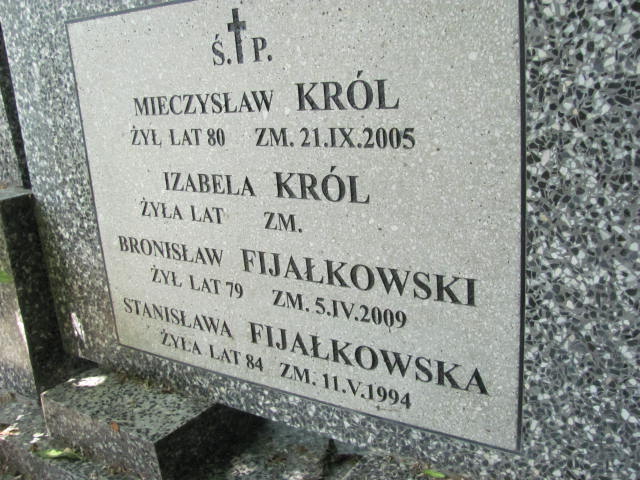 Ś. P.
MIECZYSŁAW KRÓL
ŻYŁ LAT 80 ZM. 21.IX.2005
IZABELA KRÓL
ŻYŁA LAT ZM.
BRONISŁAW FIJAŁKOWSKI
ŻYŁ LAT 79 ZM. 5.IV.2009
STANISŁAWA FIJAŁKOWSKA
ŻYŁA LAT 84 ZM. 11.V.1994